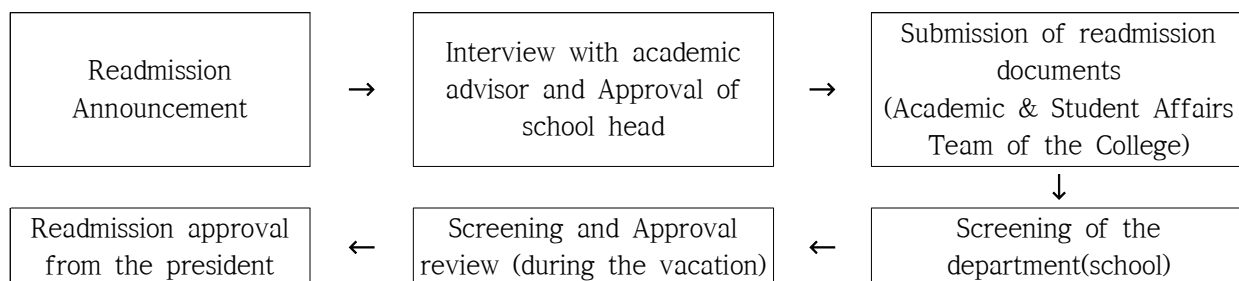 Readmission
Announcement
→
Interview with academic
advisor and Approval of
school head
→
Submission of readmission
documents
(Academic & Student Affairs
Team of the College)
↓
Screening of the
department(school)
←
Screening and Approval
review (during the vacation)
←
Readmission approval
from the president